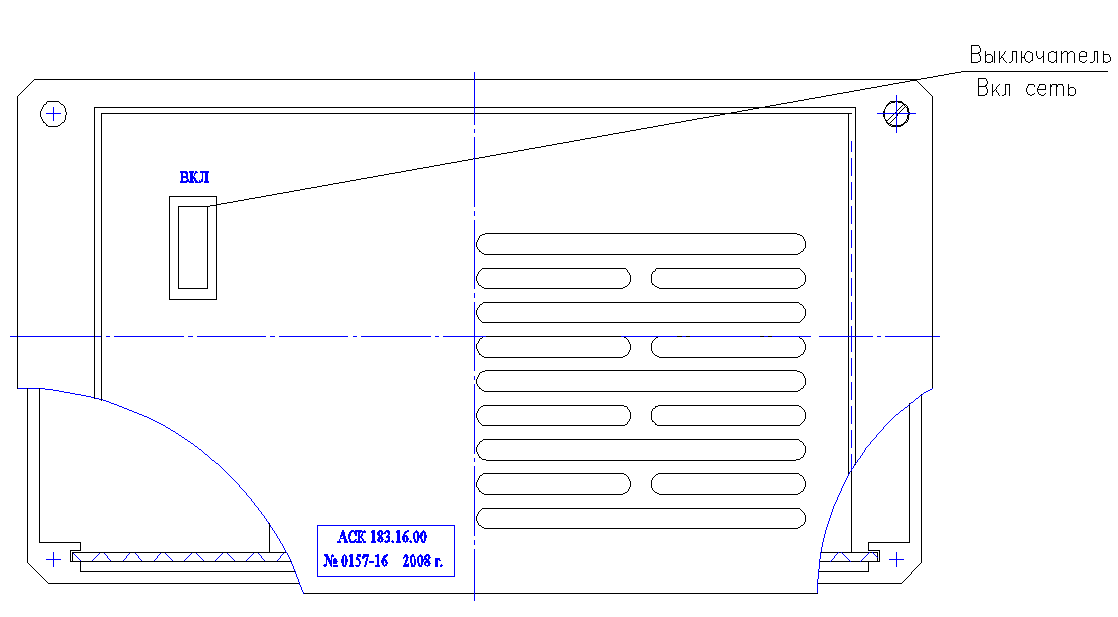 Выключатель
Вкл сеть
ВКЛ
АСК 183.16.00
№ 0157-16 2008 г.